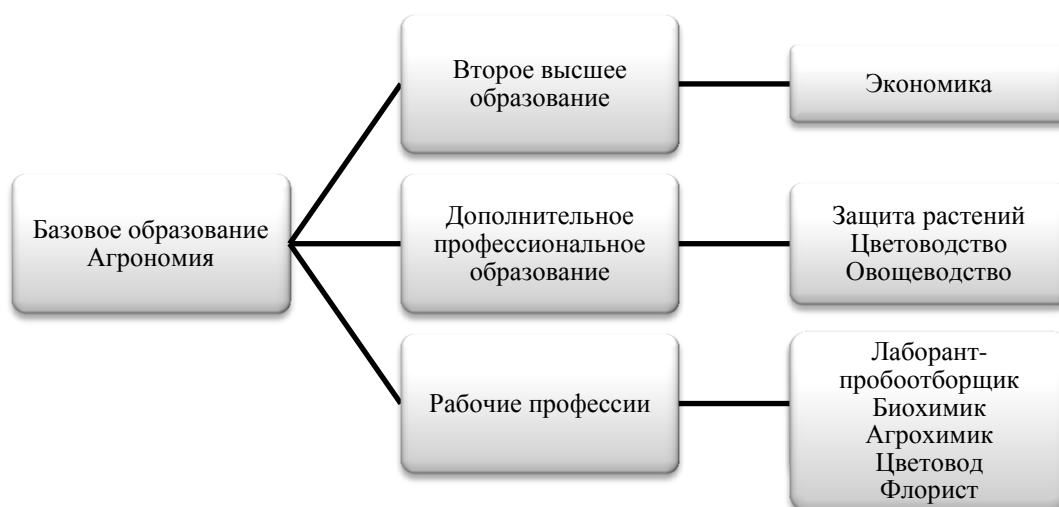 Базовое образование
Агрономия
Второе высшее
образование
Экономика
Дополнительное
профессиональное
образование
Защита растений
Цветоводство
Овощеводство
Рабочие профессии
Лаборант-
пробоотборщик
Биохимик
Агрохимик
Цветовод
Флорист